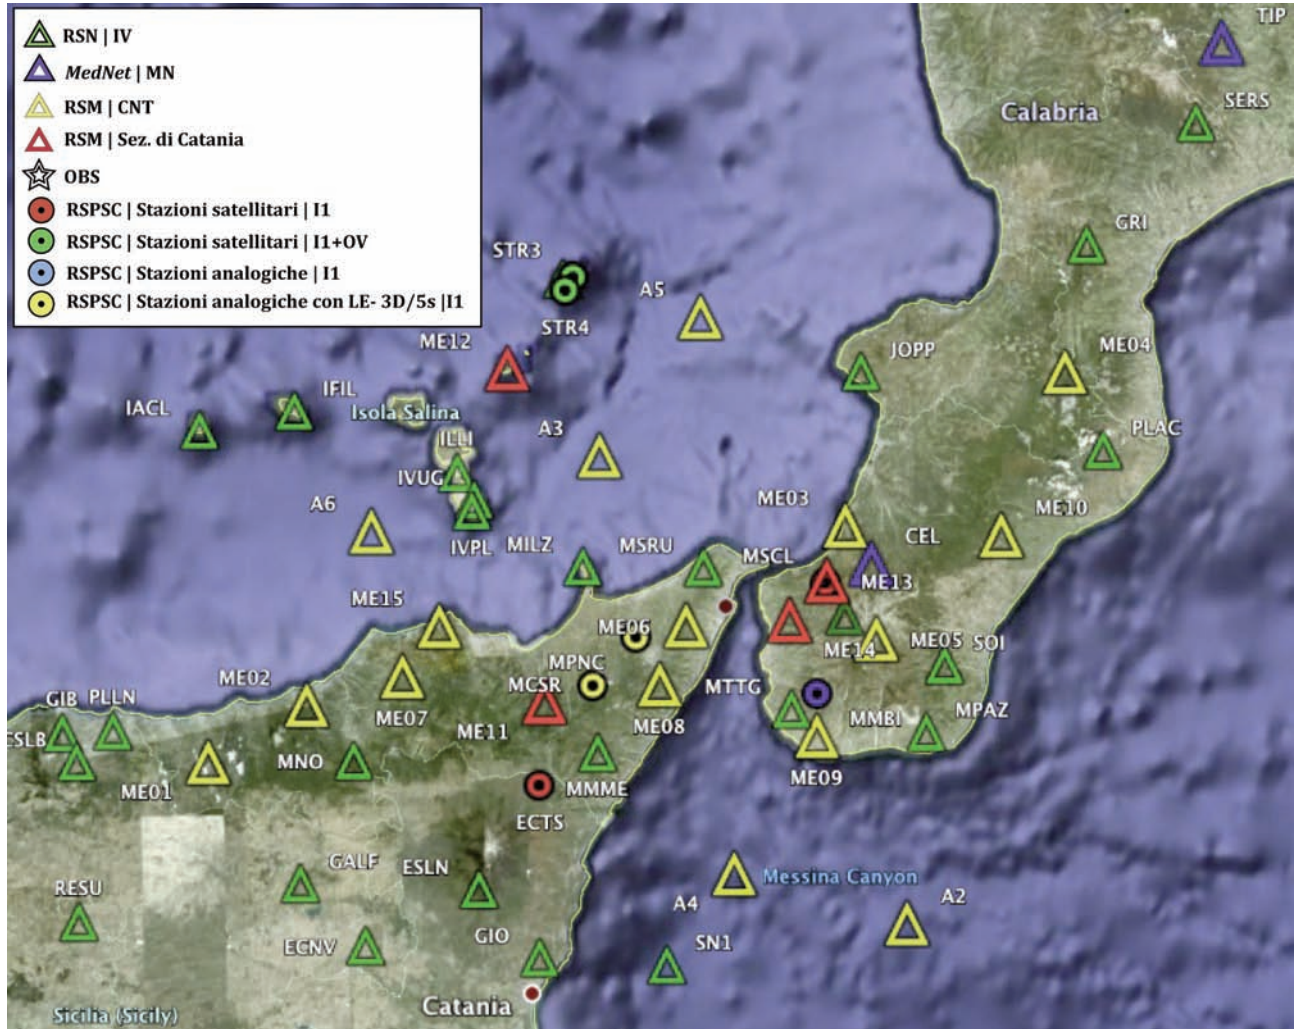 RSN | IV
MedNet | MN
RSM | CNT
RSM | Sez. di Catania
OBS
RSPSC | Stazioni satellitari | I1
RSPSC | Stazioni satellitari | I1+OV
RSPSC | Stazioni analogiche | I1
RSPSC | Stazioni analogiche con LE- 3D/5s |I1
TIP
SERS
Calabria
GRI
STR3
A5
STR4
ME12
JOPP
ME04
IFIL
IACL
Isola Salina
A3
ILLI
PLAC
IVUG
A6
ME03
ME10
CEL
IVPL
MILZ
MSRU
MSCL
ME13
ME15
ME06
ME14
ME05
SOI
MPNC
MCSR
MTTG
ME02
GIB
PLLN
ME07
ME11
ME08
MMBI
MPAZ
ESLB
MNO
ME01
MMME
ME09
ECTS
GALF
ESLN
RESU
Messina Canyon
A4
A2
ECNV
GIO
SN1
Catania
Sicilia (Sicily)